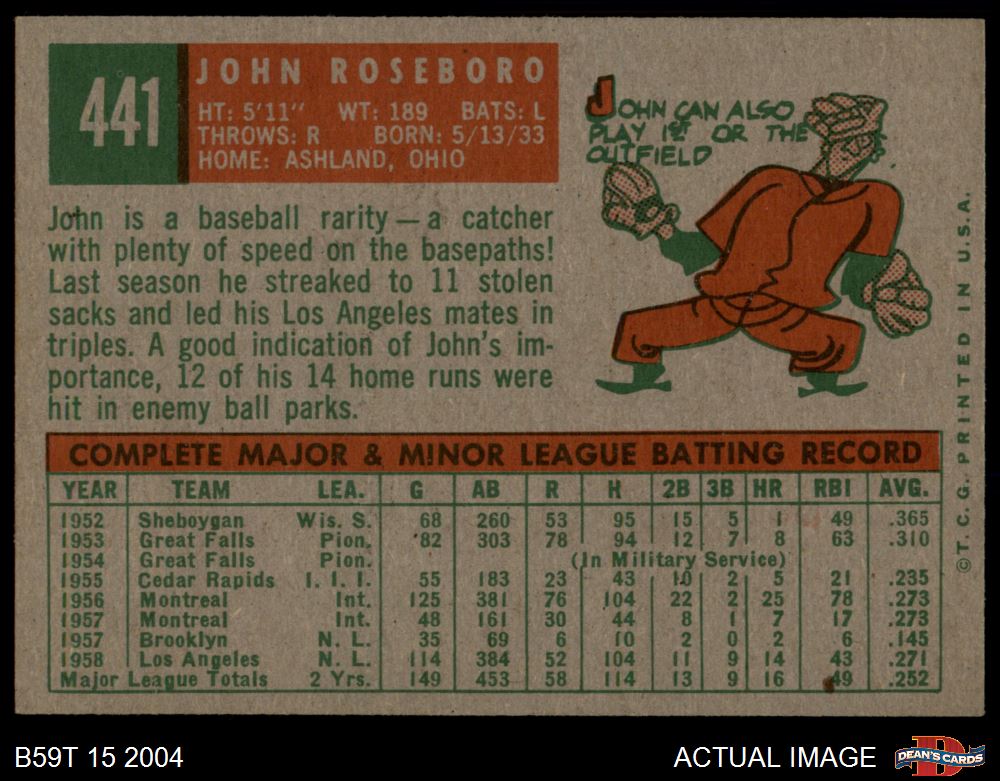 441
JOHN ROSEBORO
HT: 5'11" WT: 189 BATS: L
THROWS: R BORN: 5/13/33
HOME: ASHLAND, OHIO
JOHN CAN ALSO
PLAY 1ST OR THE
OUTFIELD
John is a baseball rarity — a catcher
with plenty of speed on the basepaths!
Last season he streaked to 11 stolen
sacks and led his Los Angeles mates in
triples. A good indication of John's im-
portance, 12 of his 14 home runs were
hit in enemy ball parks.
©T. C. G. PRINTED IN U.S.A.
COMPLETE MAJOR & MINOR LEAGUE BATTING RECORD
YEAR TEAM LEA. G AB R H 2B 3B HR RBI AVG.
1952 Sheboygan Wis. S. 68 260 53 95 15 5 1 49 .365
1953 Great Falls Pion. 82 303 78 94 12 7 8 63 .310
1954 Great Falls Pion. (In Military Service)
1955 Cedar Rapids I. I. I. 55 183 23 43 10 2 5 21 .235
1956 Montreal Int. 125 381 76 104 22 2 25 78 .273
1957 Montreal Int. 48 161 30 44 8 1 7 17 .273
1957 Brooklyn N. L. 35 69 6 10 2 0 2 6 .145
1958 Los Angeles N. L. 114 384 52 104 11 9 14 43 .271
Major League Totals 2 Yrs. 149 453 58 114 13 9 16 49 .252
B59T 15 2004
ACTUAL IMAGE
D
DEAN'S CARDS